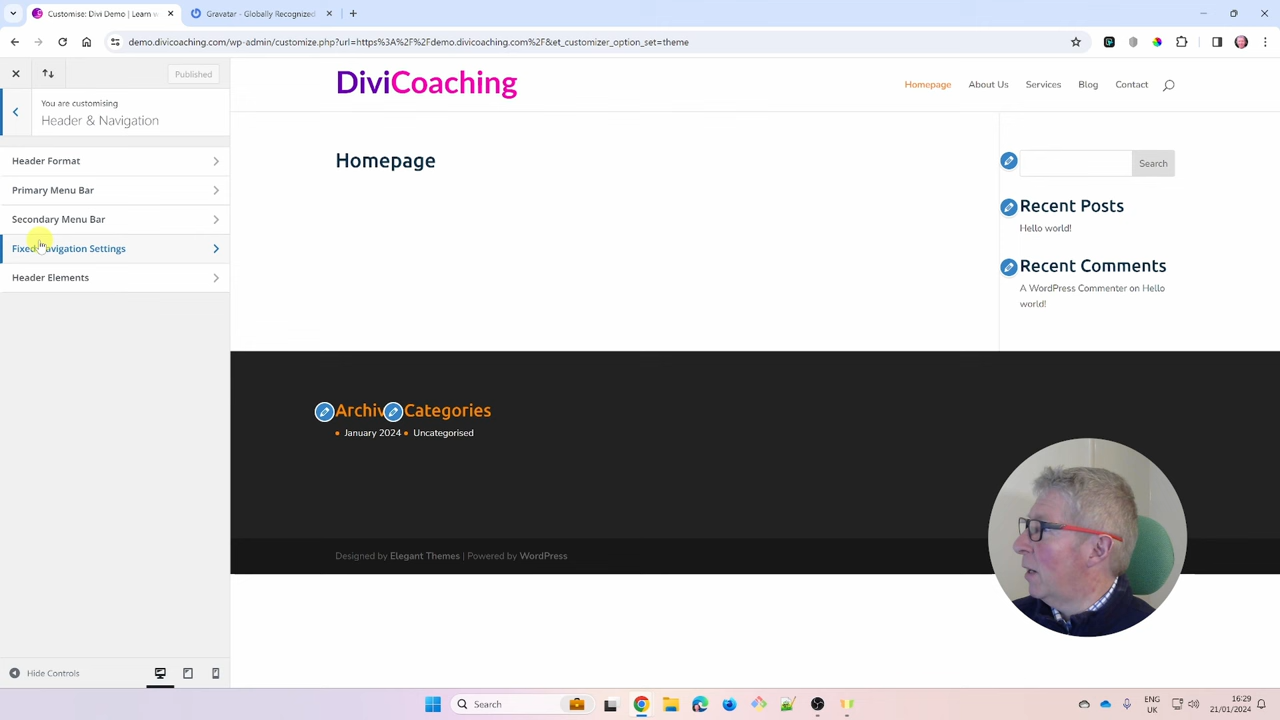 Customise: Divi Demo | Learn w
Gravatar - Globally Recognized
demo.divicoaching.com/wp-admin/customize.php?url=https%3A%2F%2Fdemo.divicoaching.com%2F&et_customizer_option_set=theme
Published
You are customising
Header & Navigation
Header Format
Primary Menu Bar
Secondary Menu Bar
Fixed Navigation Settings
Header Elements
Hide Controls
DiviCoaching
Homepage About Us Services Blog Contact
Homepage
Search
Recent Posts
Hello world!
Recent Comments
A WordPress Commenter on Hello
world!
Archiv Categories
January 2024 Uncategorised
Designed by Elegant Themes | Powered by WordPress
Search
ENG
UK
16:29
21/01/2024